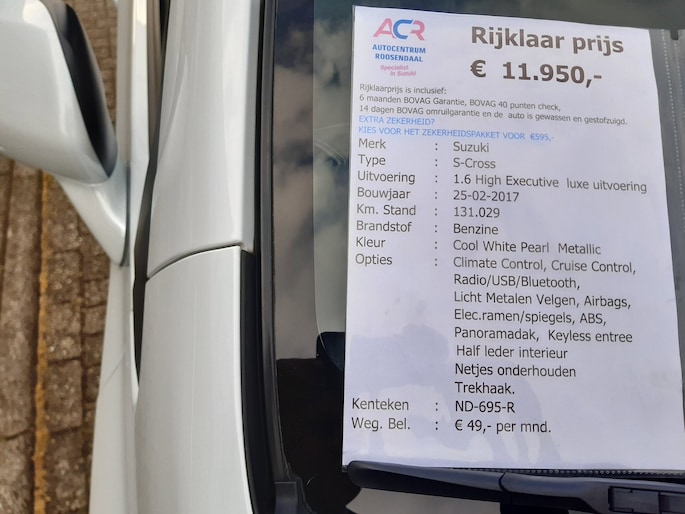 ACR
AUTOCENTRUM
ROOSENDAAL
Specialist
in Suzuki
Rijklaar prijs
€ 11.950,-
Rijklaarprijs is inclusief:
6 maanden BOVAG Garantie, BOVAG 40 punten check,
14 dagen BOVAG omruilgarantie en de auto is gewassen en gestofzuigd.
EXTRA ZEKERHEID?
KIES VOOR HET ZEKERHEIDSPAKKET VOOR €595,-
Merk : Suzuki
Type : S-Cross
Uitvoering : 1.6 High Executive luxe uitvoering
Bouwjaar : 25-02-2017
Km. Stand : 131.029
Brandstof : Benzine
Kleur : Cool White Pearl Metallic
Opties : Climate Control, Cruise Control,
Radio/USB/Bluetooth,
Licht Metalen Velgen, Airbags,
Elec.ramen/spiegels, ABS,
Panoramadak, Keyless entree
Half leder interieur
Netjes onderhouden
Trekhaak.
Kenteken : ND-695-R
Weg. Bel. : € 49,- per mnd.